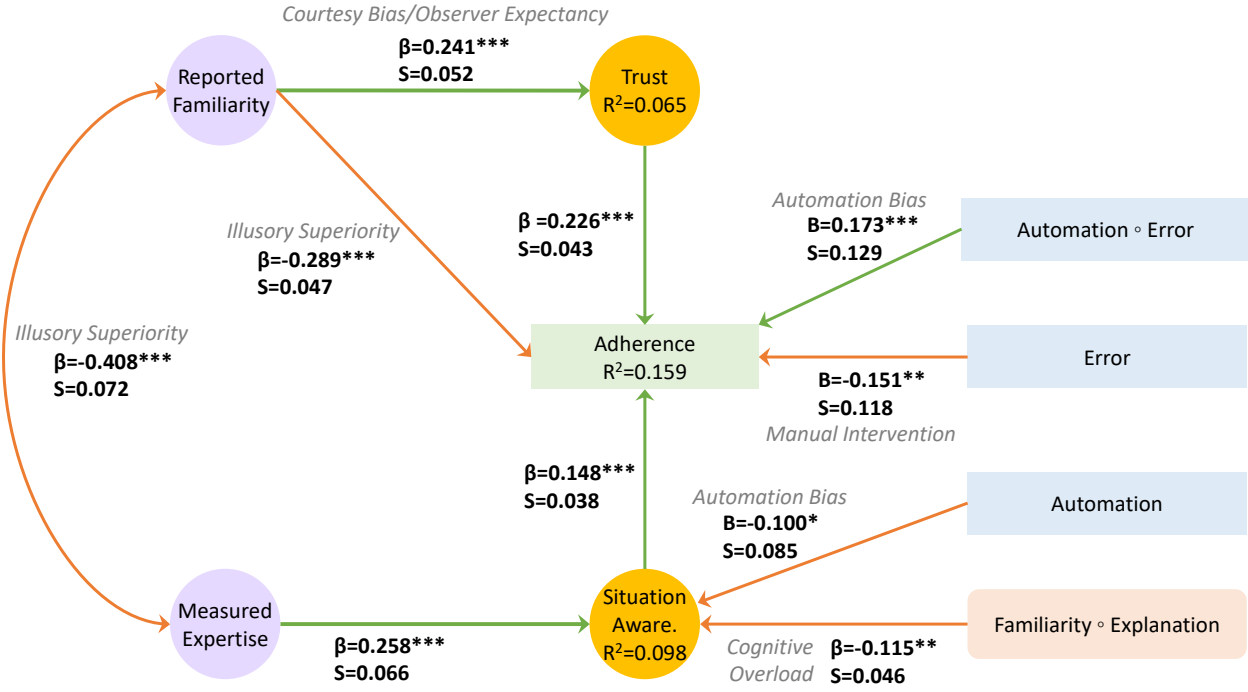 Courtesy Bias/Observer Expectancy
β=0.241***
S=0.052
Reported
Familiarity
Trust
R²=0.065
Illusory Superiority
β=-0.289***
S=0.047
β =0.226***
S=0.043
Automation Bias
B=0.173***
S=0.129
Automation ◦ Error
Illusory Superiority
β=-0.408***
S=0.072
Adherence
R²=0.159
Error
B=-0.151**
S=0.118
Manual Intervention
β=0.148***
S=0.038
Automation Bias
B=-0.100*
S=0.085
Automation
Measured
Expertise
β=0.258***
S=0.066
Situation
Aware.
R²=0.098
Cognitive
Overload
β=-0.115**
S=0.046
Familiarity ◦ Explanation